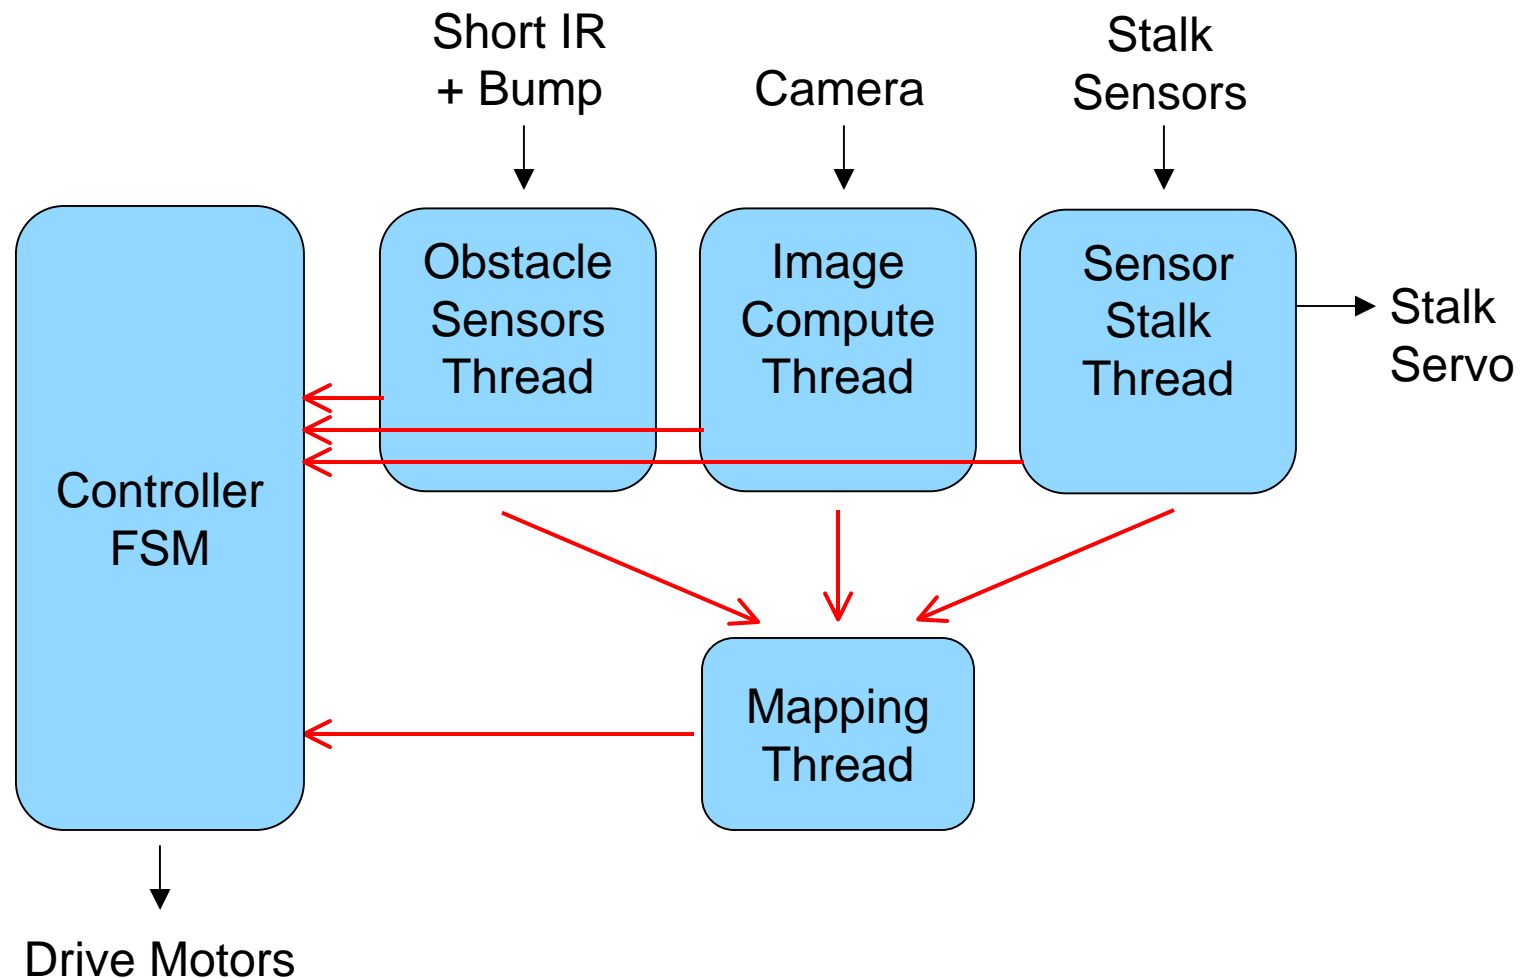 Short IR
+ Bump
Camera
Stalk
Sensors
Obstacle
Sensors
Thread
Image
Compute
Thread
Sensor
Stalk
Thread
Stalk
Servo
Controller
FSM
Mapping
Thread
Drive Motors